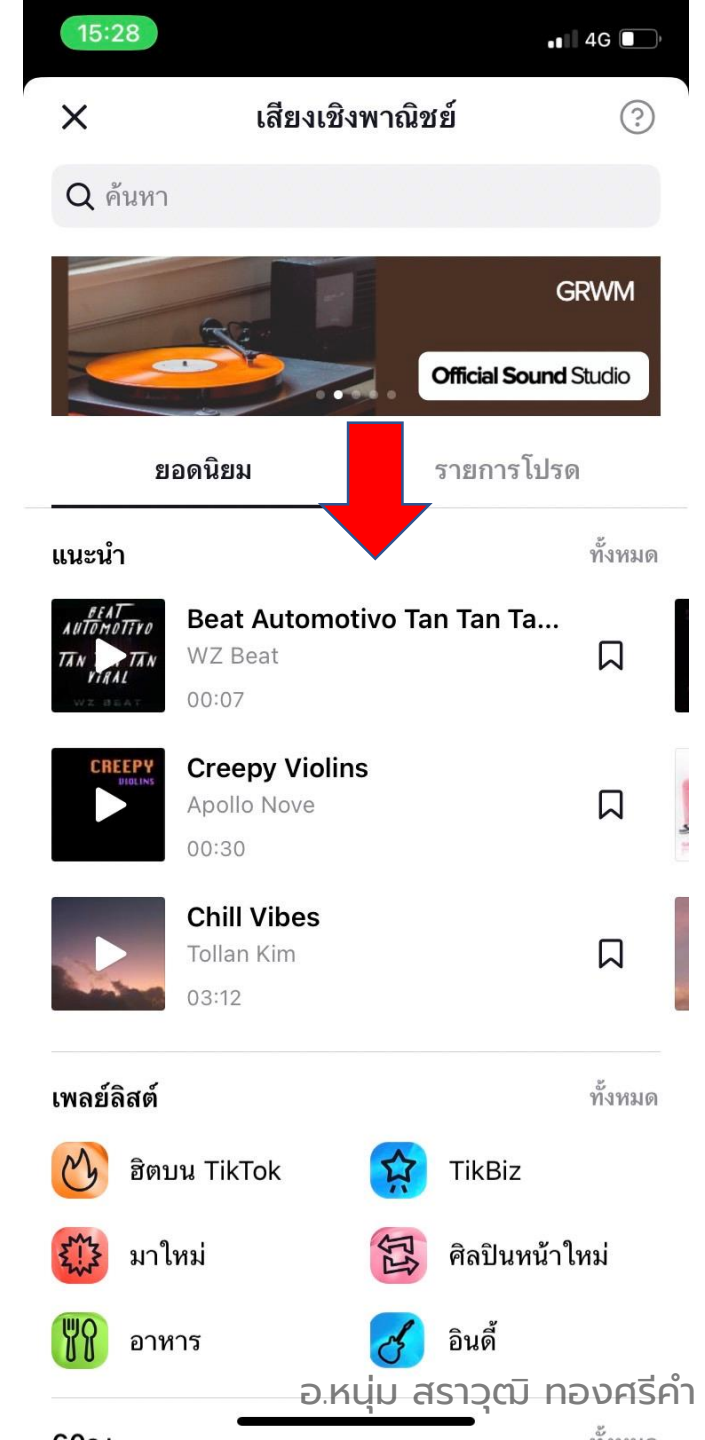 15:28
4G
เสียงเชิงพาณิชย์
?
ค้นหา
GRWM
Official Sound Studio
ยอดนิยม
รายการโปรด
แนะนำ
ทั้งหมด
BEAT
AUTOMOTIVO
TAN TAN TAN
VIRAL
WZ BEAT
Beat Automotivo Tan Tan Ta...
WZ Beat
00:07
CREEPY
VIOLINS
Creepy Violins
Apollo Nove
00:30
Chill Vibes
Tollan Kim
03:12
เพลย์ลิสต์
ทั้งหมด
ฮิตบน TikTok
TikBiz
มาใหม่
ศิลปินหน้าใหม่
อาหาร
อินดี้
อ.หนุ่ม สราวุฒิ ทองศรีคำ